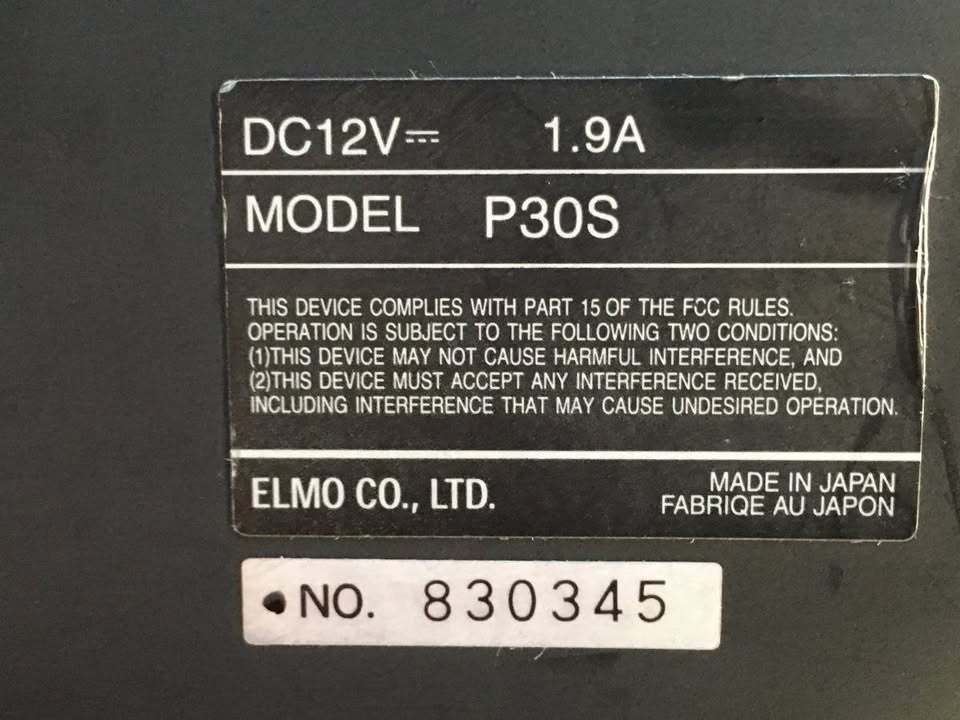 DC12V⎓ 1.9A
MODEL P30S
THIS DEVICE COMPLIES WITH PART 15 OF THE FCC RULES.
OPERATION IS SUBJECT TO THE FOLLOWING TWO CONDITIONS:
(1)THIS DEVICE MAY NOT CAUSE HARMFUL INTERFERENCE, AND
(2)THIS DEVICE MUST ACCEPT ANY INTERFERENCE RECEIVED,
INCLUDING INTERFERENCE THAT MAY CAUSE UNDESIRED OPERATION.
ELMO CO., LTD.
MADE IN JAPAN
FABRIQE AU JAPON
NO. 830345